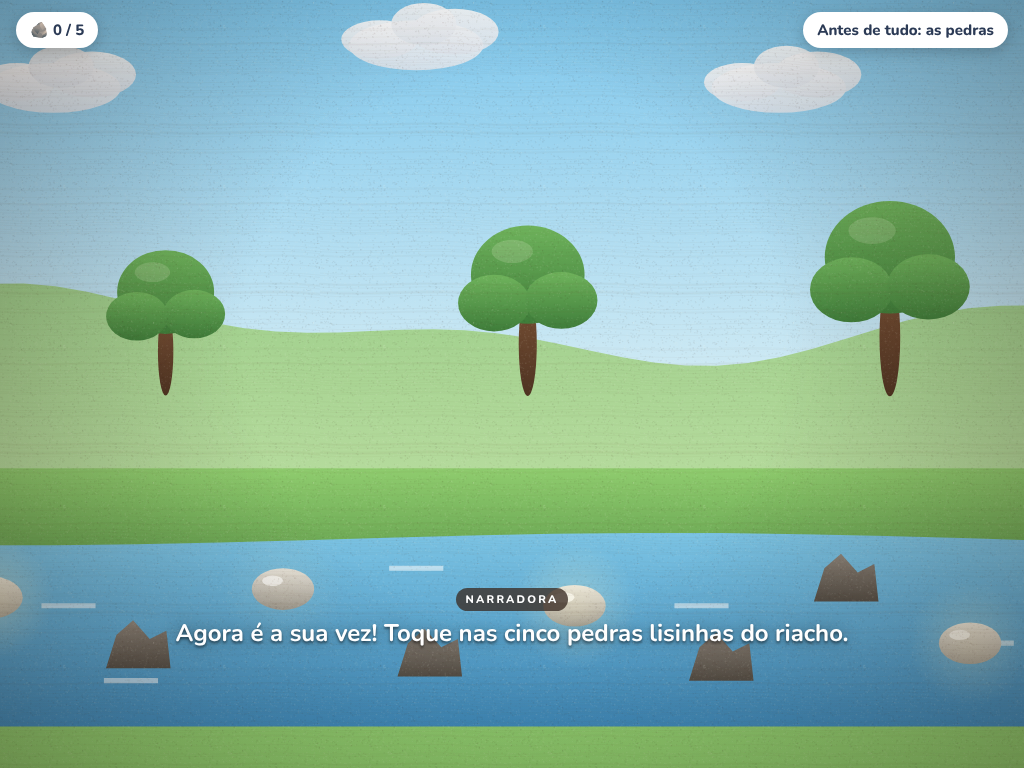 0 / 5
Antes de tudo: as pedras
NARRADORA
Agora é a sua vez! Toque nas cinco pedras lisinhas do riacho.